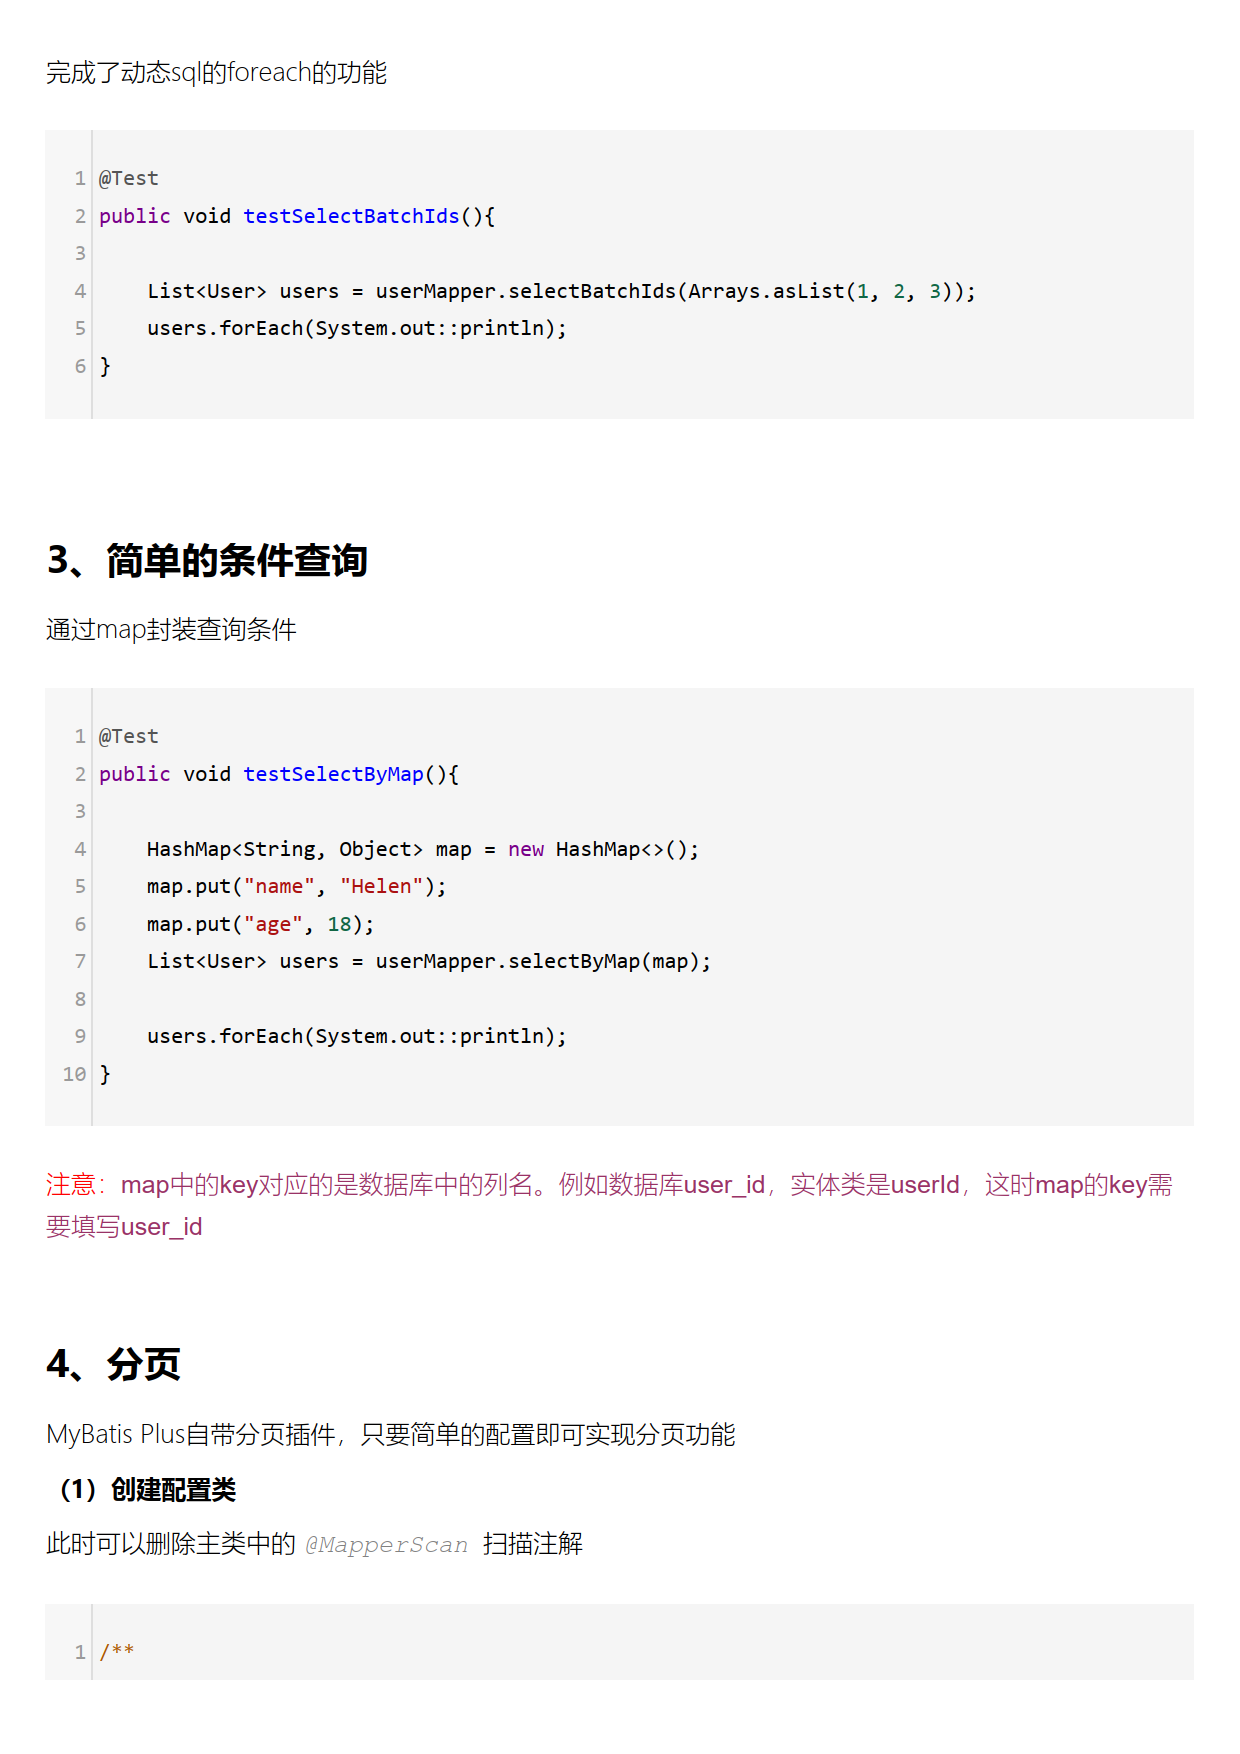 完成了动态sql的foreach的功能
1 @Test
2 public void testSelectBatchIds(){
3
4     List<User> users = userMapper.selectBatchIds(Arrays.asList(1, 2, 3));
5     users.forEach(System.out::println);
6 }
3、简单的条件查询
通过map封装查询条件
1 @Test
2 public void testSelectByMap(){
3
4     HashMap<String, Object> map = new HashMap<>();
5     map.put("name", "Helen");
6     map.put("age", 18);
7     List<User> users = userMapper.selectByMap(map);
8
9     users.forEach(System.out::println);
10 }
注意：map中的key对应的是数据库中的列名。例如数据库user_id，实体类是userId，这时map的key需
要填写user_id
4、分页
MyBatis Plus自带分页插件，只要简单的配置即可实现分页功能
（1）创建配置类
此时可以删除主类中的 @MapperScan 扫描注解
1 /**